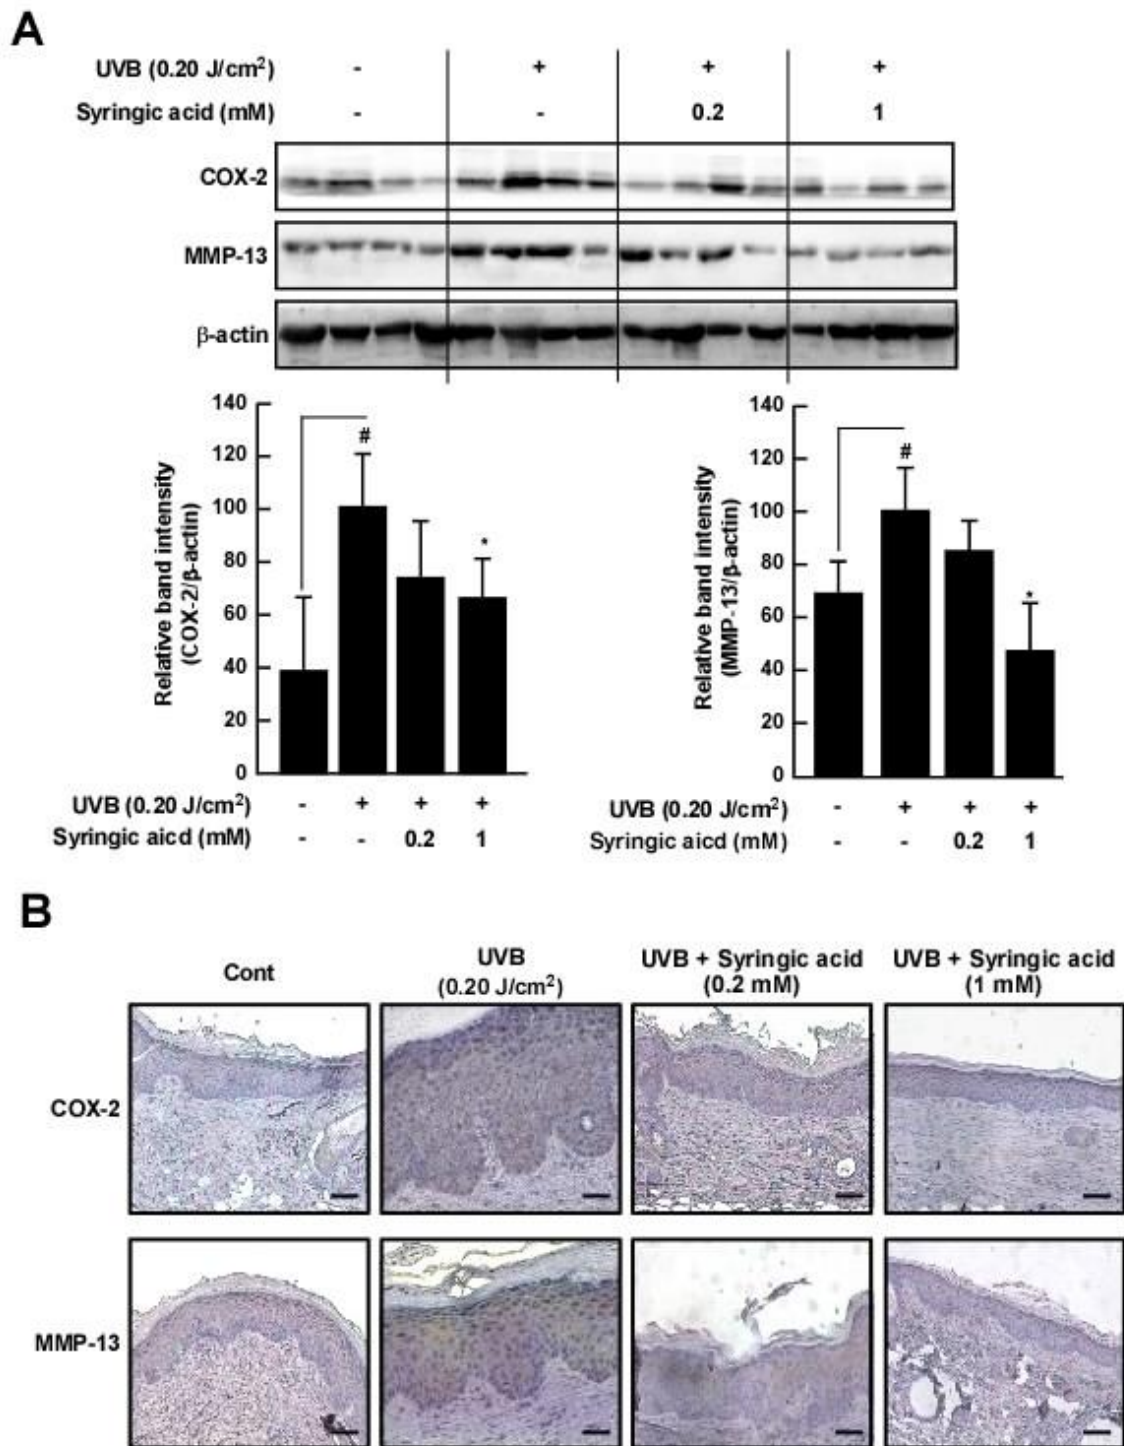 A
UVB (0.20 J/cm²) - + + +
Syringic acid (mM) - - 0.2 1
COX-2
MMP-13
β-actin
140
120
100
80
60
40
20
0
Relative band intensity
(COX-2/β-actin)
#
*
UVB (0.20 J/cm²) - + + +
Syringic aicd (mM) - - 0.2 1
140
120
100
80
60
40
20
0
Relative band intensity
(MMP-13/β-actin)
#
*
UVB (0.20 J/cm²) - + + +
Syringic aicd (mM) - - 0.2 1
B
Cont
UVB
(0.20 J/cm²)
UVB + Syringic acid
(0.2 mM)
UVB + Syringic acid
(1 mM)
COX-2
MMP-13